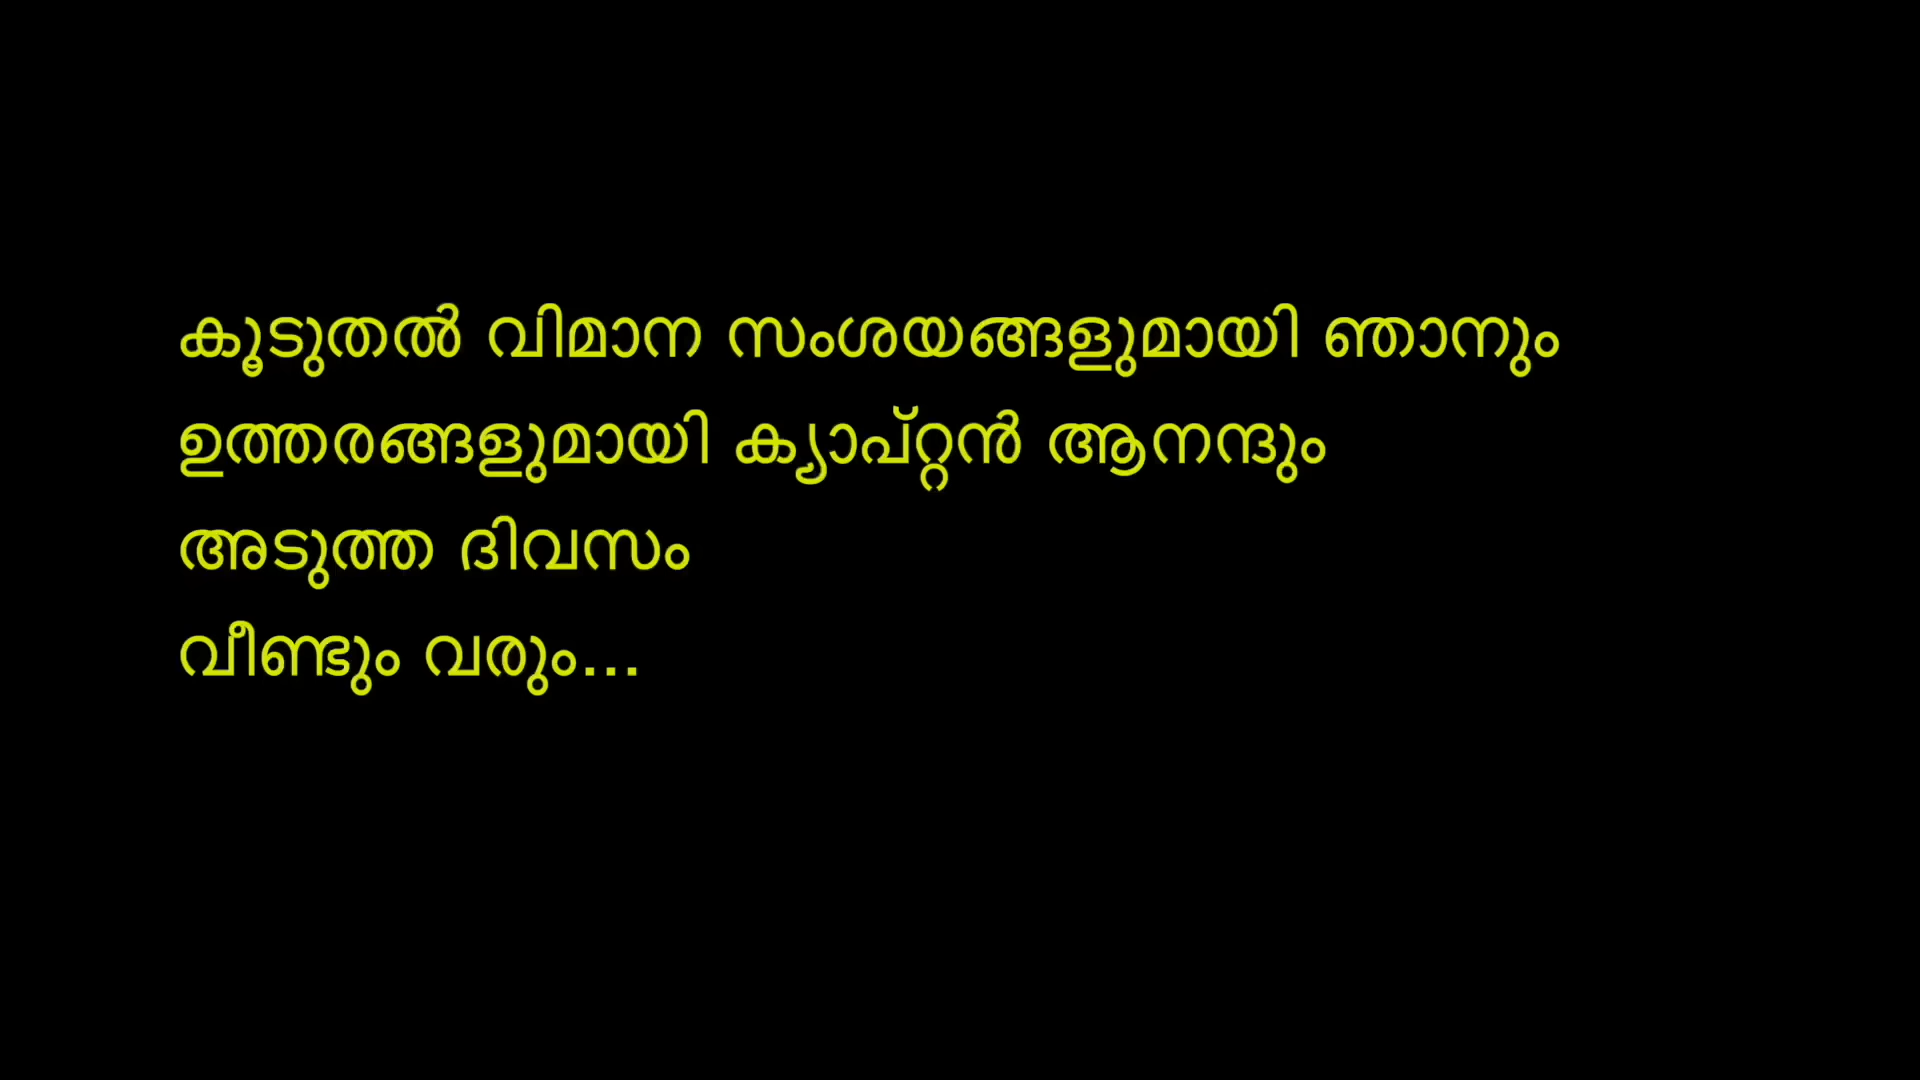 കൂടുതൽ വിമാന സംശയങ്ങളുമായി ഞാനും
ഉത്തരങ്ങളുമായി ക്യാപ്റ്റൻ ആനന്ദും
അടുത്ത ദിവസം
വീണ്ടും വരും...